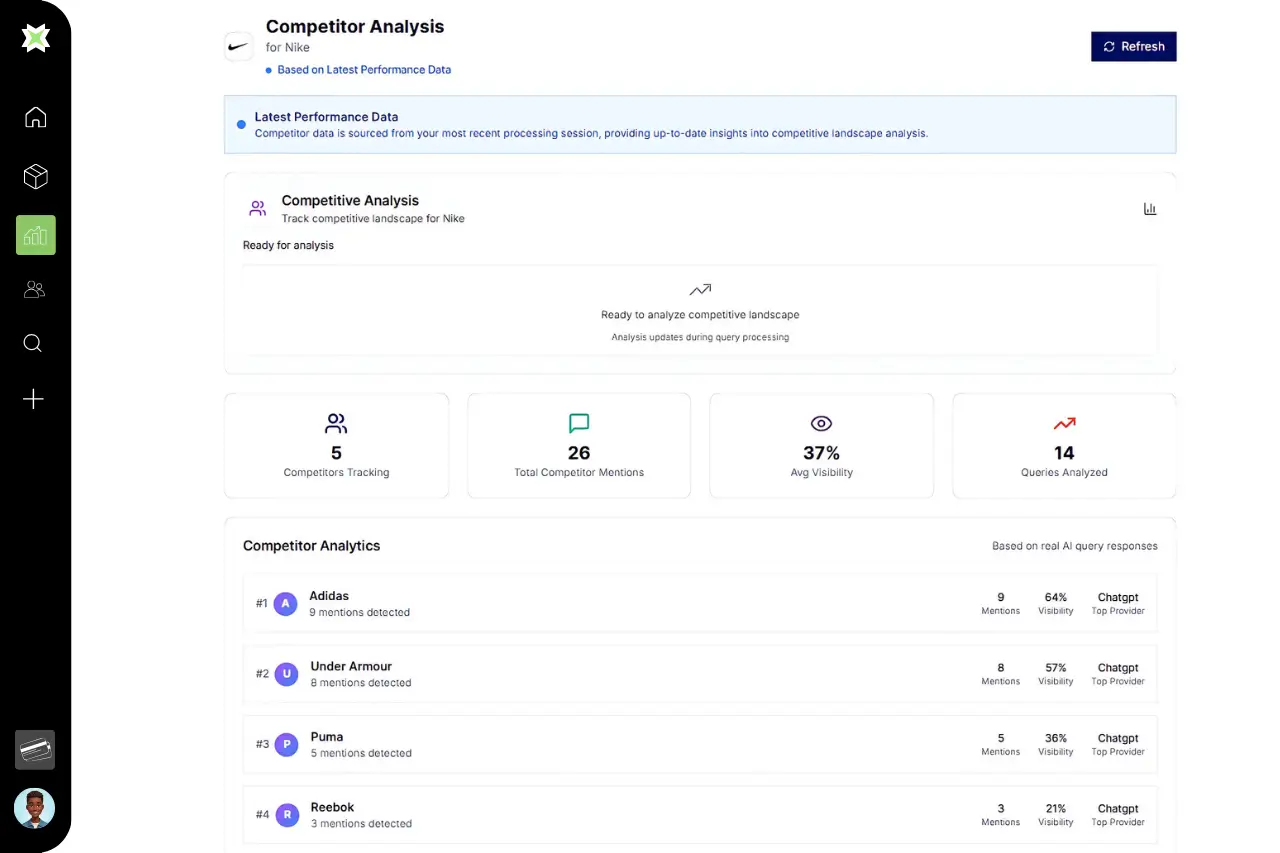 Competitor Analysis
for Nike
Based on Latest Performance Data
Refresh
Latest Performance Data
Competitor data is sourced from your most recent processing session, providing up-to-date insights into competitive landscape analysis.
Competitive Analysis
Track competitive landscape for Nike
Ready for analysis
Ready to analyze competitive landscape
Analysis updates during query processing
5
Competitors Tracking
26
Total Competitor Mentions
37%
Avg Visibility
14
Queries Analyzed
Competitor Analytics
Based on real AI query responses
#1 A Adidas
9 mentions detected
9 64% Chatgpt
Mentions Visibility Top Provider
#2 U Under Armour
8 mentions detected
8 57% Chatgpt
Mentions Visibility Top Provider
#3 P Puma
5 mentions detected
5 36% Chatgpt
Mentions Visibility Top Provider
#4 R Reebok
3 mentions detected
3 21% Chatgpt
Mentions Visibility Top Provider